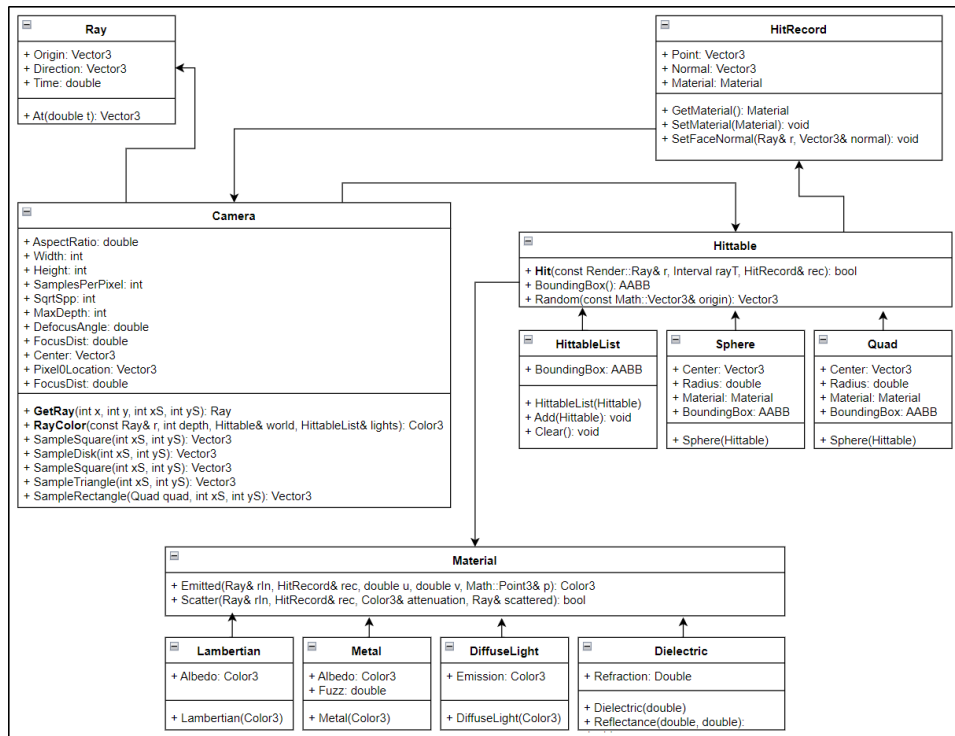 Ray
+ Origin: Vector3
+ Direction: Vector3
+ Time: double
+ At(double t): Vector3
HitRecord
+ Point: Vector3
+ Normal: Vector3
+ Material: Material
+ GetMaterial(): Material
+ SetMaterial(Material): void
+ SetFaceNormal(Ray& r, Vector3& normal): void
Camera
+ AspectRatio: double
+ Width: int
+ Height: int
+ SamplesPerPixel: int
+ SqrtSpp: int
+ MaxDepth: int
+ DefocusAngle: double
+ FocusDist: double
+ Center: Vector3
+ Pixel0Location: Vector3
+ FocusDist: double
+ GetRay(int x, int y, int xS, int yS): Ray
+ RayColor(const Ray& r, int depth, Hittable& world, HittableList& lights): Color3
+ SampleSquare(int xS, int yS): Vector3
+ SampleDisk(int xS, int yS): Vector3
+ SampleSquare(int xS, int yS): Vector3
+ SampleTriangle(int xS, int yS): Vector3
+ SampleRectangle(Quad quad, int xS, int yS): Vector3
Hittable
+ Hit(const Render::Ray& r, Interval rayT, HitRecord& rec): bool
+ BoundingBox(): AABB
+ Random(const Math::Vector3& origin): Vector3
HittableList
+ BoundingBox: AABB
+ HittableList(Hittable)
+ Add(Hittable): void
+ Clear(): void
Sphere
+ Center: Vector3
+ Radius: double
+ Material: Material
+ BoundingBox: AABB
+ Sphere(Hittable)
Quad
+ Center: Vector3
+ Radius: double
+ Material: Material
+ BoundingBox: AABB
+ Sphere(Hittable)
Material
+ Emitted(Ray& rIn, HitRecord& rec, double u, double v, Math::Point3& p): Color3
+ Scatter(Ray& rIn, HitRecord& rec, Color3& attenuation, Ray& scattered): bool
Lambertian
+ Albedo: Color3
+ Lambertian(Color3)
Metal
+ Albedo: Color3
+ Fuzz: double
+ Metal(Color3)
DiffuseLight
+ Emission: Color3
+ DiffuseLight(Color3)
Dielectric
+ Refraction: Double
+ Dielectric(double)
+ Reflectance(double, double):